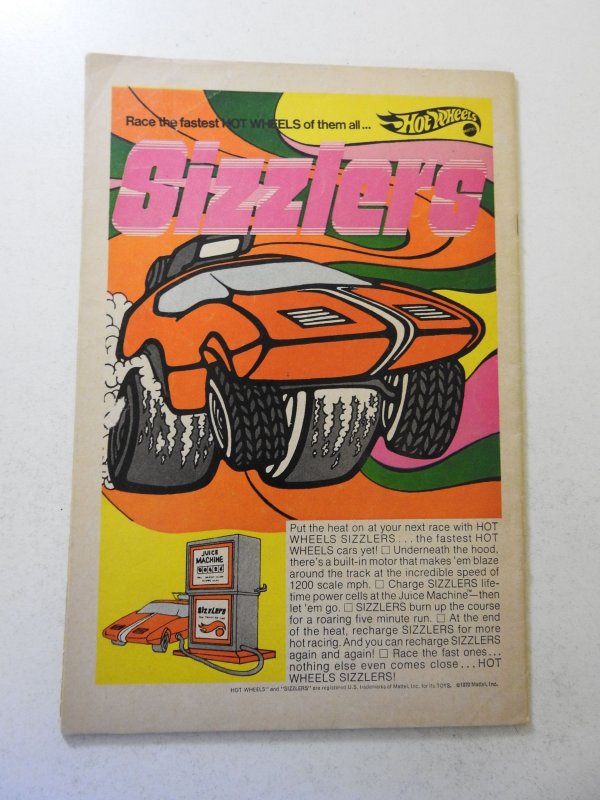 Race the fastest HOT WHEELS of them all...
HOT WHEELS
MATTEL
Sizzlers
JUICE
MACHINE
SIZZLERS
Put the heat on at your next race with HOT
WHEELS SIZZLERS...the fastest HOT
WHEELS cars yet! □ Underneath the hood,
there's a built-in motor that makes 'em blaze
around the track at the incredible speed of
1200 scale mph. □ Charge SIZZLERS life-
time power cells at the Juice Machine™—then
let 'em go. □ SIZZLERS burn up the course
for a roaring five minute run. □ At the end
of the heat, recharge SIZZLERS for more
hot racing. And you can recharge SIZZLERS
again and again! □ Race the fast ones...
nothing else even comes close...HOT
WHEELS SIZZLERS!
HOT WHEELS® and "SIZZLERS" are registered U.S. trademarks of Mattel, Inc. for its TOYS. ©1970 Mattel, Inc.